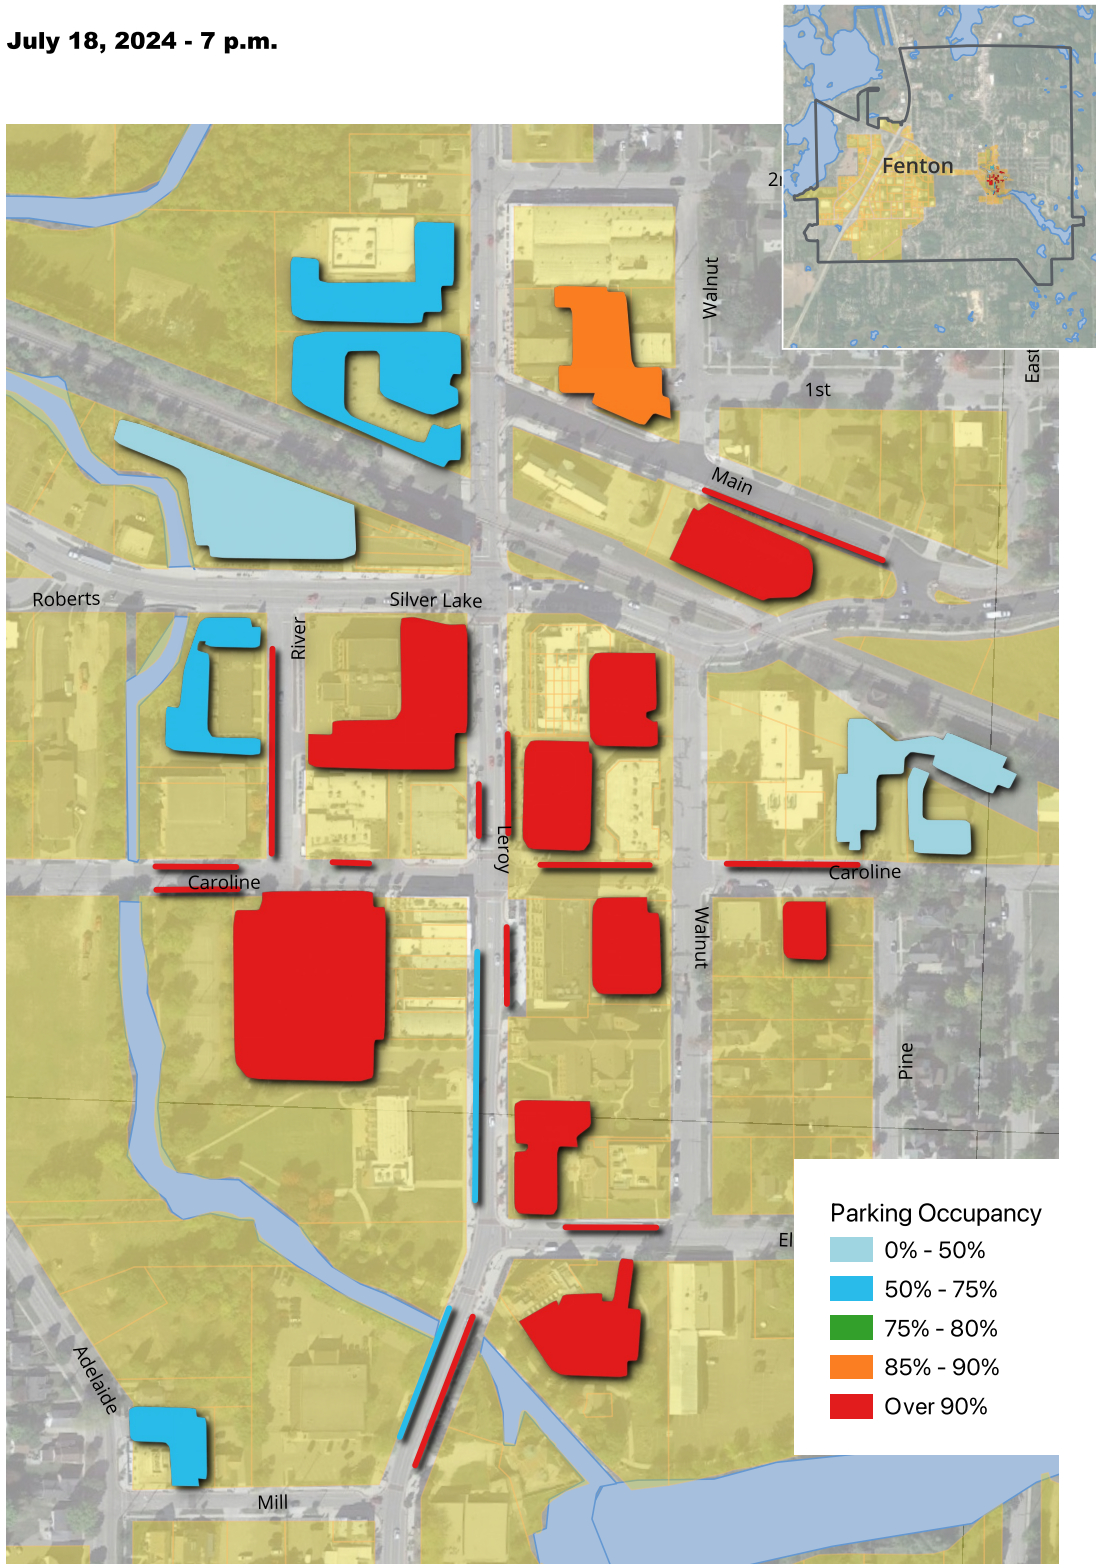 July 18, 2024 - 7 p.m.
Fenton
Walnut
East
1st
Main
Roberts
Silver Lake
River
Leroy
Caroline
Caroline
Walnut
Pine
Adelaide
Mill
Parking Occupancy
0% - 50%
50% - 75%
75% - 80%
85% - 90%
Over 90%